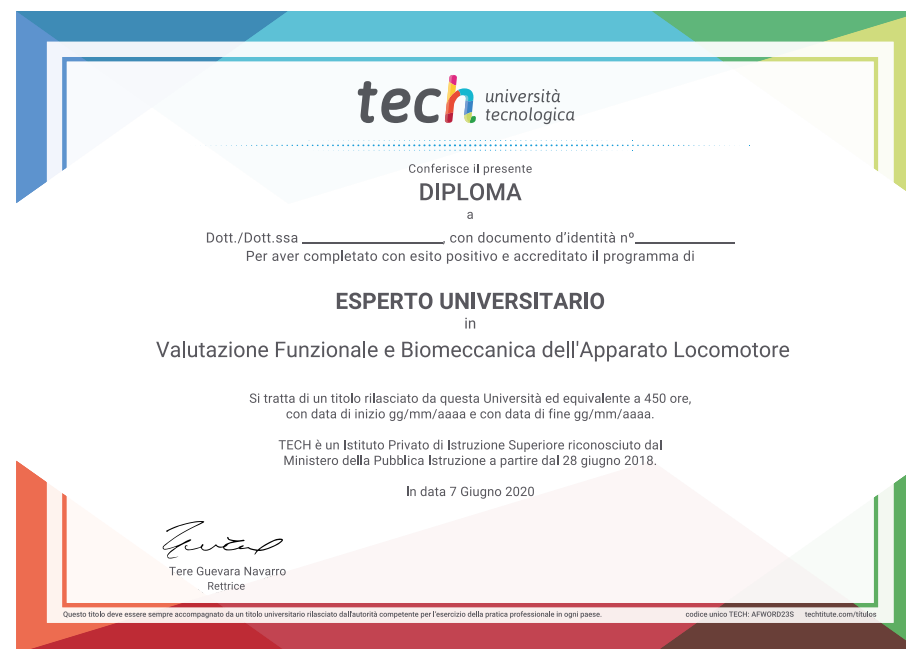 tech università
tecnologica
Conferisce il presente
DIPLOMA
a
Dott./Dott.ssa ____________________, con documento d'identità nº______________
Per aver completato con esito positivo e accreditato il programma di
ESPERTO UNIVERSITARIO
in
Valutazione Funzionale e Biomeccanica dell'Apparato Locomotore
Si tratta di un titolo rilasciato da questa Università ed equivalente a 450 ore,
con data di inizio gg/mm/aaaa e con data di fine gg/mm/aaaa.
TECH è un Istituto Privato di Istruzione Superiore riconosciuto dal
Ministero della Pubblica Istruzione a partire dal 28 giugno 2018.
In data 7 Giugno 2020
Tere Guevara Navarro
Rettrice
Questo titolo deve essere sempre accompagnato da un titolo universitario rilasciato dall'autorità competente per l'esercizio della pratica professionale in ogni paese. codice unico TECH: AFWORD23S techtitute.com/titulos